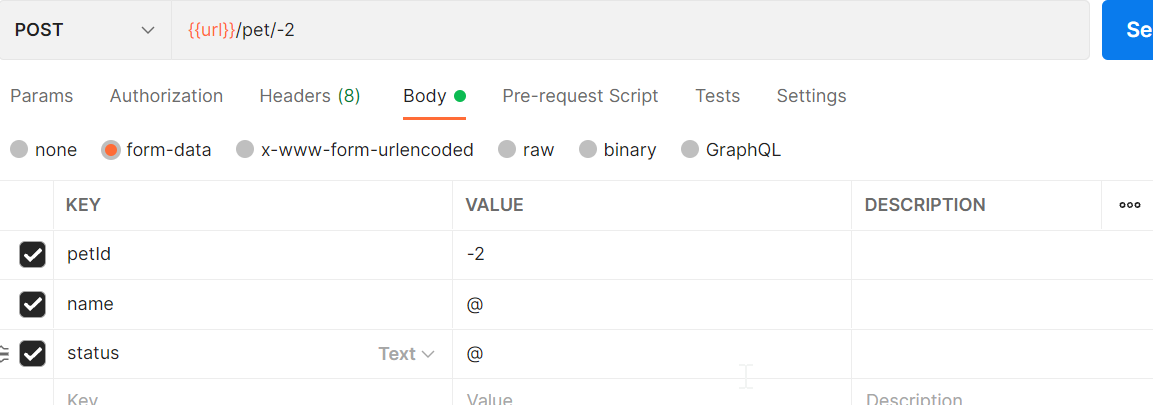 POST {{url}}/pet/-2 Se
Params Authorization Headers (8) Body Pre-request Script Tests Settings
none form-data x-www-form-urlencoded raw binary GraphQL
KEY VALUE DESCRIPTION
petId -2
name @
status Text @
Key Value Description